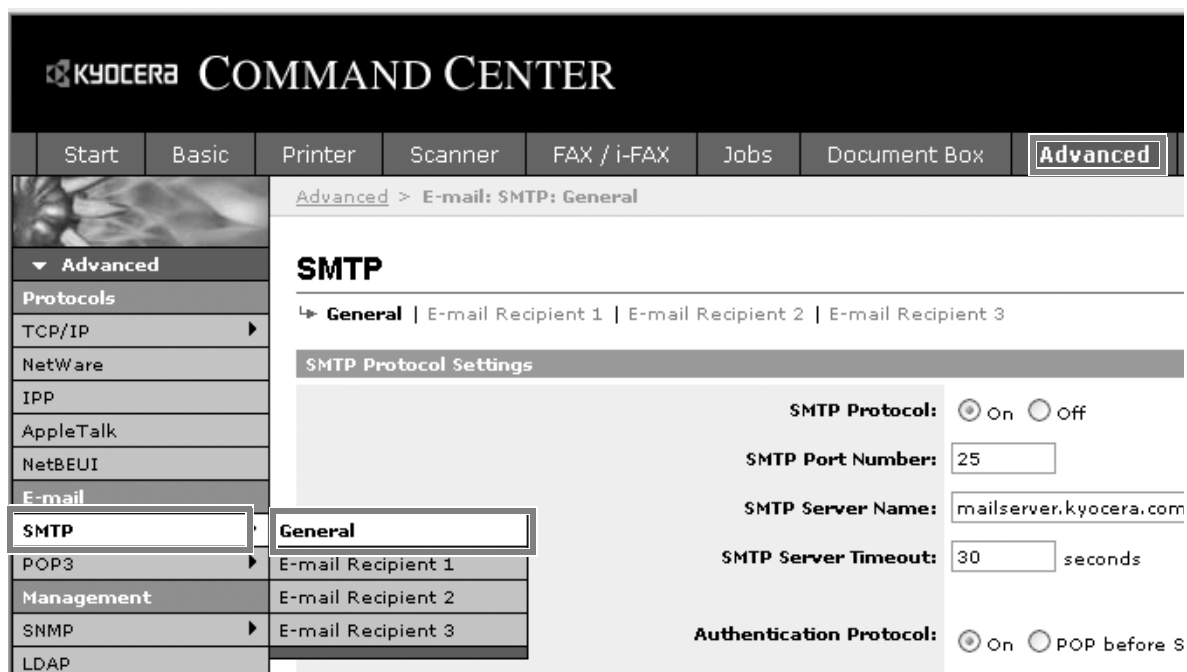 KYOCERA COMMAND CENTER
Start Basic Printer Scanner FAX / i-FAX Jobs Document Box Advanced
Advanced > E-mail: SMTP: General
Advanced
Protocols
TCP/IP
NetWare
IPP
AppleTalk
NetBEUI
E-mail
SMTP
POP3
Management
SNMP
LDAP
General
E-mail Recipient 1
E-mail Recipient 2
E-mail Recipient 3
SMTP
General | E-mail Recipient 1 | E-mail Recipient 2 | E-mail Recipient 3
SMTP Protocol Settings
SMTP Protocol: On Off
SMTP Port Number: 25
SMTP Server Name: mailserver.kyocera.com
SMTP Server Timeout: 30 seconds
Authentication Protocol: On POP before S